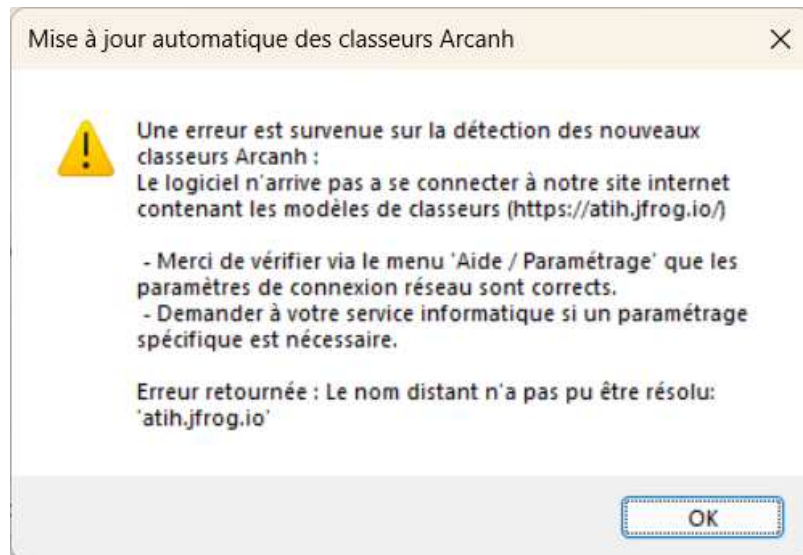 Mise à jour automatique des classeurs Arcanh
Une erreur est survenue sur la détection des nouveaux
classeurs Arcanh :
Le logiciel n'arrive pas a se connecter à notre site internet
contenant les modèles de classeurs (https://atih.jfrog.io/)
- Merci de vérifier via le menu 'Aide / Paramétrage' que les
paramètres de connexion réseau sont corrects.
- Demander à votre service informatique si un paramétrage
spécifique est nécessaire.
Erreur retournée : Le nom distant n'a pas pu être résolu:
'atih.jfrog.io'
OK